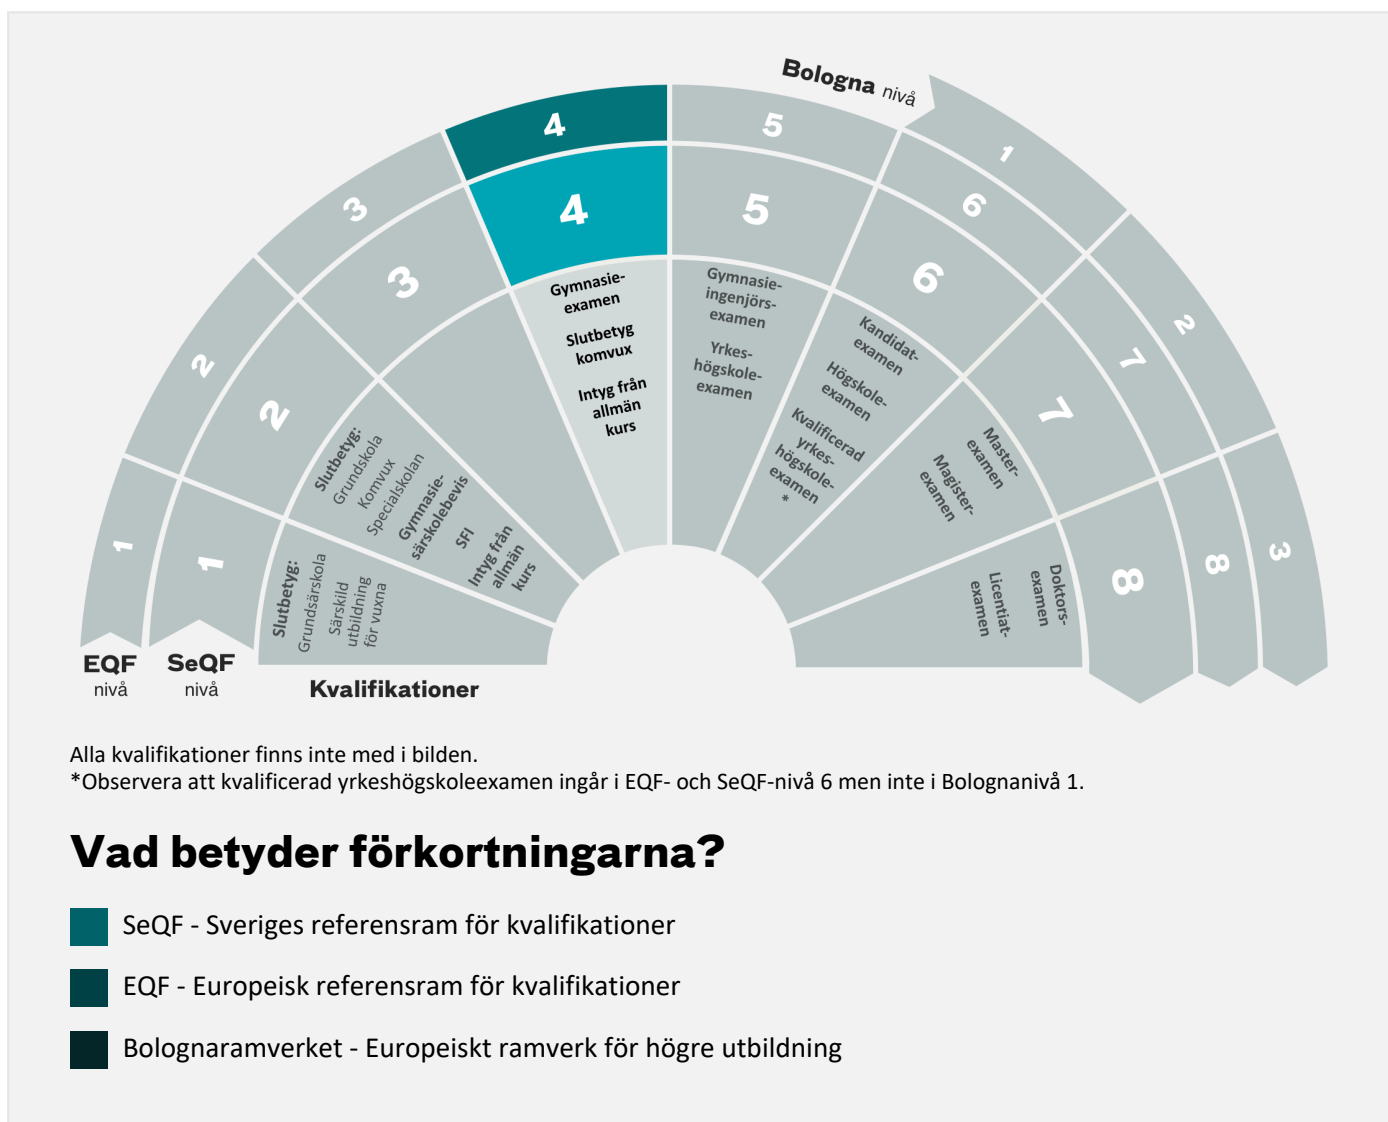 Bologna nivå
1
2
3
1
2
3
4
5
6
7
8
1
2
3
4
5
6
7
8
Slutbetyg:
Grundsärskola
Särskild
utbildning
för vuxna
Slutbetyg:
Grundskola
Komvux
Specialskolan
Gymnasie-
särskolebevis
SFI
Intyg från
allmän
kurs
Gymnasie-
examen
Slutbetyg
komvux
Intyg från
allmän
kurs
Gymnasie-
ingenjörs-
examen
Yrkes-
högskole-
examen
Kandidat-
examen
Högskole-
examen
Kvalificerad
yrkes-
högskole-
examen
*
Master-
examen
Magister-
examen
Doktors-
examen
Licentiat-
examen
EQF
nivå
SeQF
nivå
Kvalifikationer
Alla kvalifikationer finns inte med i bilden.
*Observera att kvalificerad yrkeshögskoleexamen ingår i EQF- och SeQF-nivå 6 men inte i Bolognanivå 1.
Vad betyder förkortningarna?
SeQF - Sveriges referensram för kvalifikationer
EQF - Europeisk referensram för kvalifikationer
Bolognaramverket - Europeiskt ramverk för högre utbildning